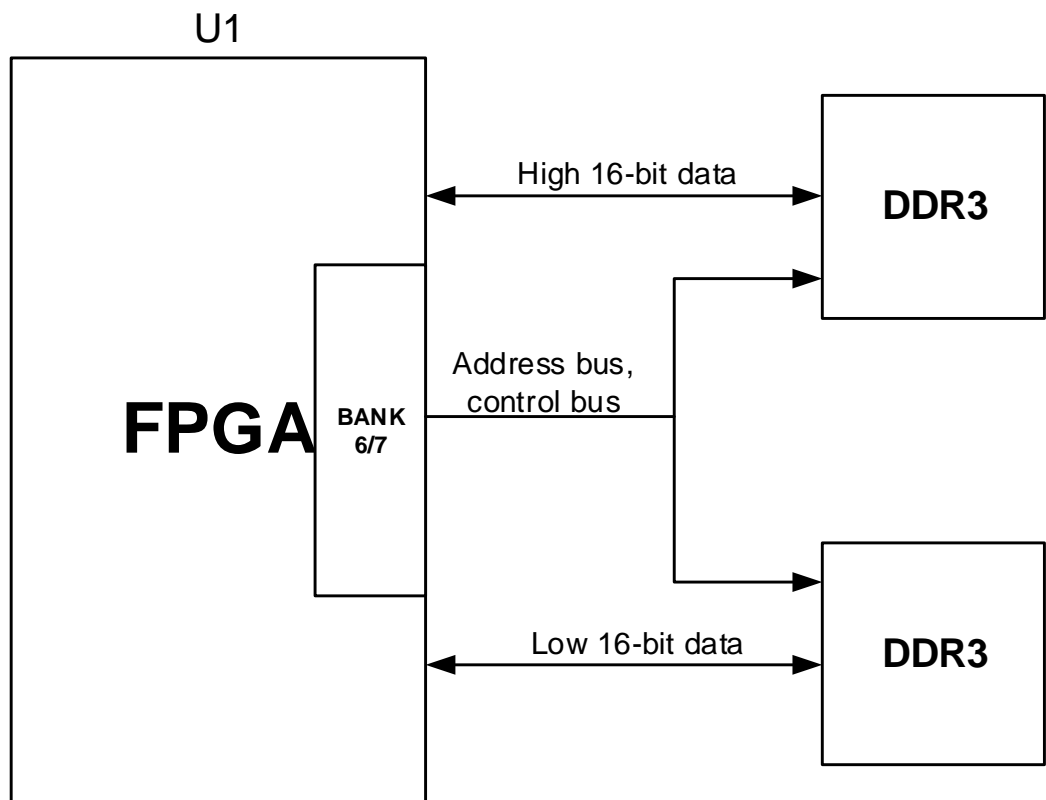 U1
High 16-bit data
DDR3
Address bus,
control bus
FPGA
BANK
6/7
Low 16-bit data
DDR3